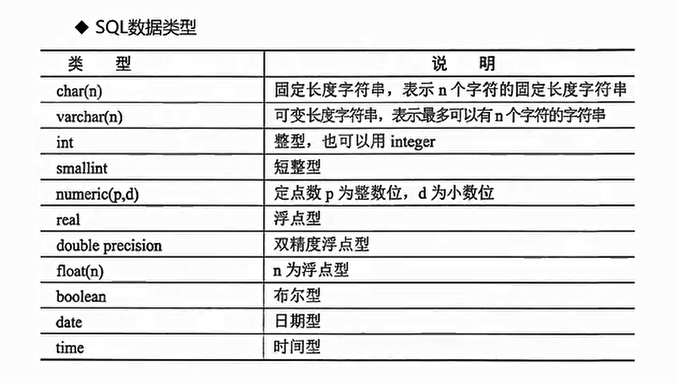 ◆ SQL数据类型
类 型 说 明
char(n) 固定长度字符串，表示 n 个字符的固定长度字符串
varchar(n) 可变长度字符串，表示最多可以有 n 个字符的字符串
int 整型，也可以用 integer
smallint 短整型
numeric(p,d) 定点数 p 为整数位，d 为小数位
real 浮点型
double precision 双精度浮点型
float(n) n 为浮点型
boolean 布尔型
date 日期型
time 时间型